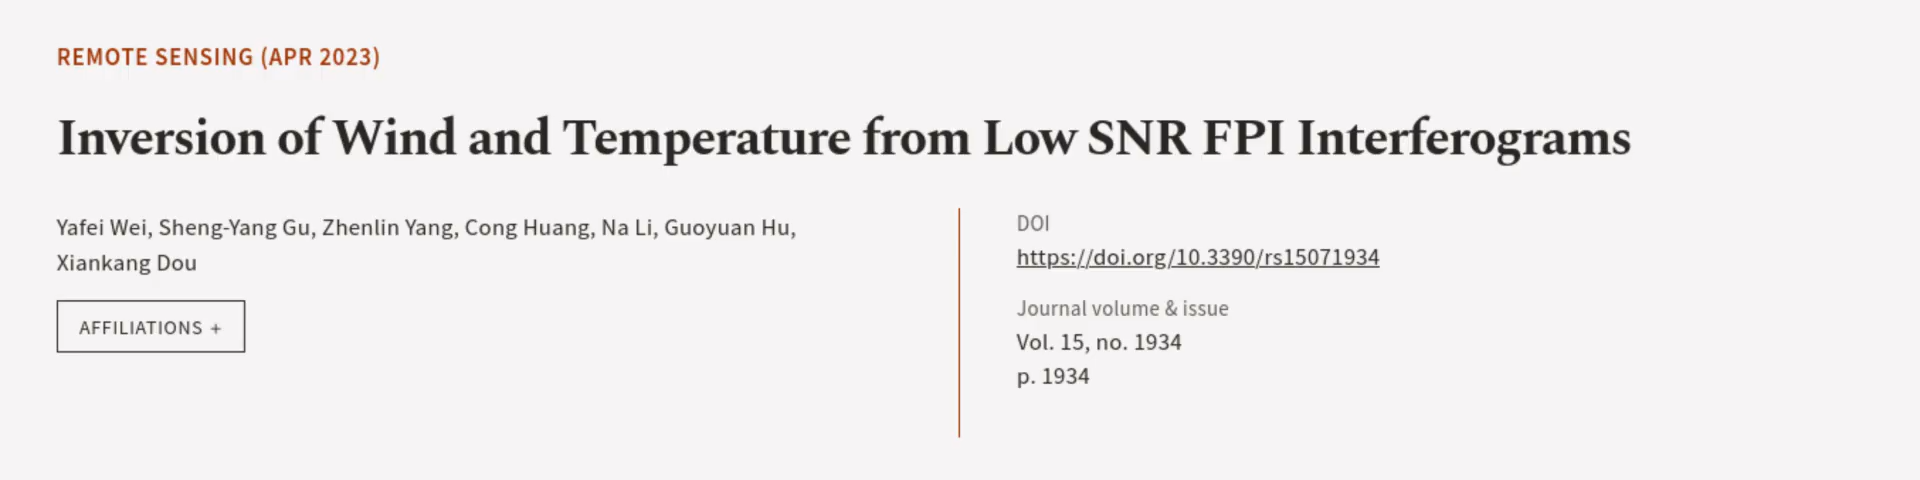 REMOTE SENSING (APR 2023)
Inversion of Wind and Temperature from Low SNR FPI Interferograms
Yafei Wei, Sheng-Yang Gu, Zhenlin Yang, Cong Huang, Na Li, Guoyuan Hu,
Xiankang Dou
AFFILIATIONS +
DOI
https://doi.org/10.3390/rs15071934
Journal volume & issue
Vol. 15, no. 1934
p. 1934